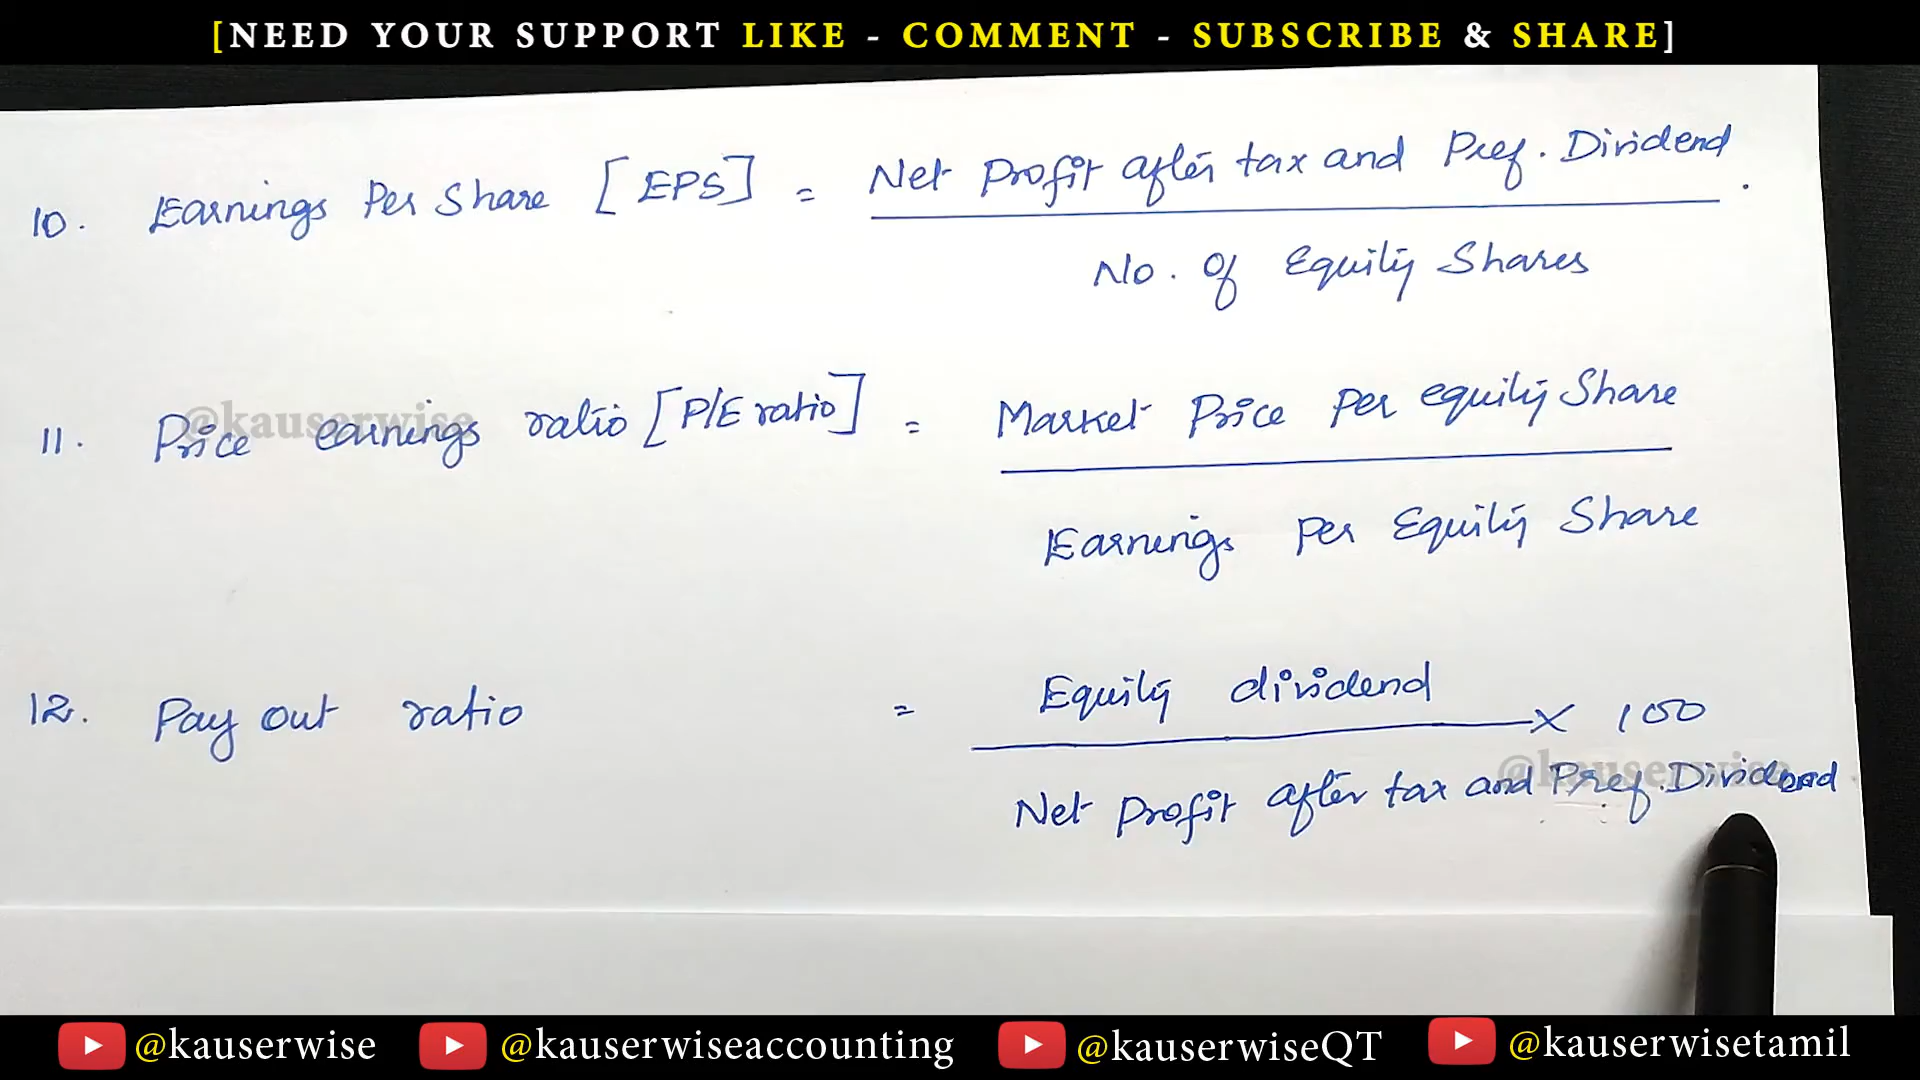 [NEED YOUR SUPPORT LIKE - COMMENT - SUBSCRIBE & SHARE]
10. Earnings Per Share [EPS] = Net Profit after tax and Pref. Dividend.
No. of Equity Shares
@kauserwise
11. Price earnings ratio [P/E ratio] = Market Price Per equity Share
Earnings Per Equity Share
12. Pay out ratio = Equity dividend X 100
@kauserwise
Net Profit after tax and Pref. Dividend
@kauserwise @kauserwiseaccounting @kauserwiseQT @kauserwisetamil